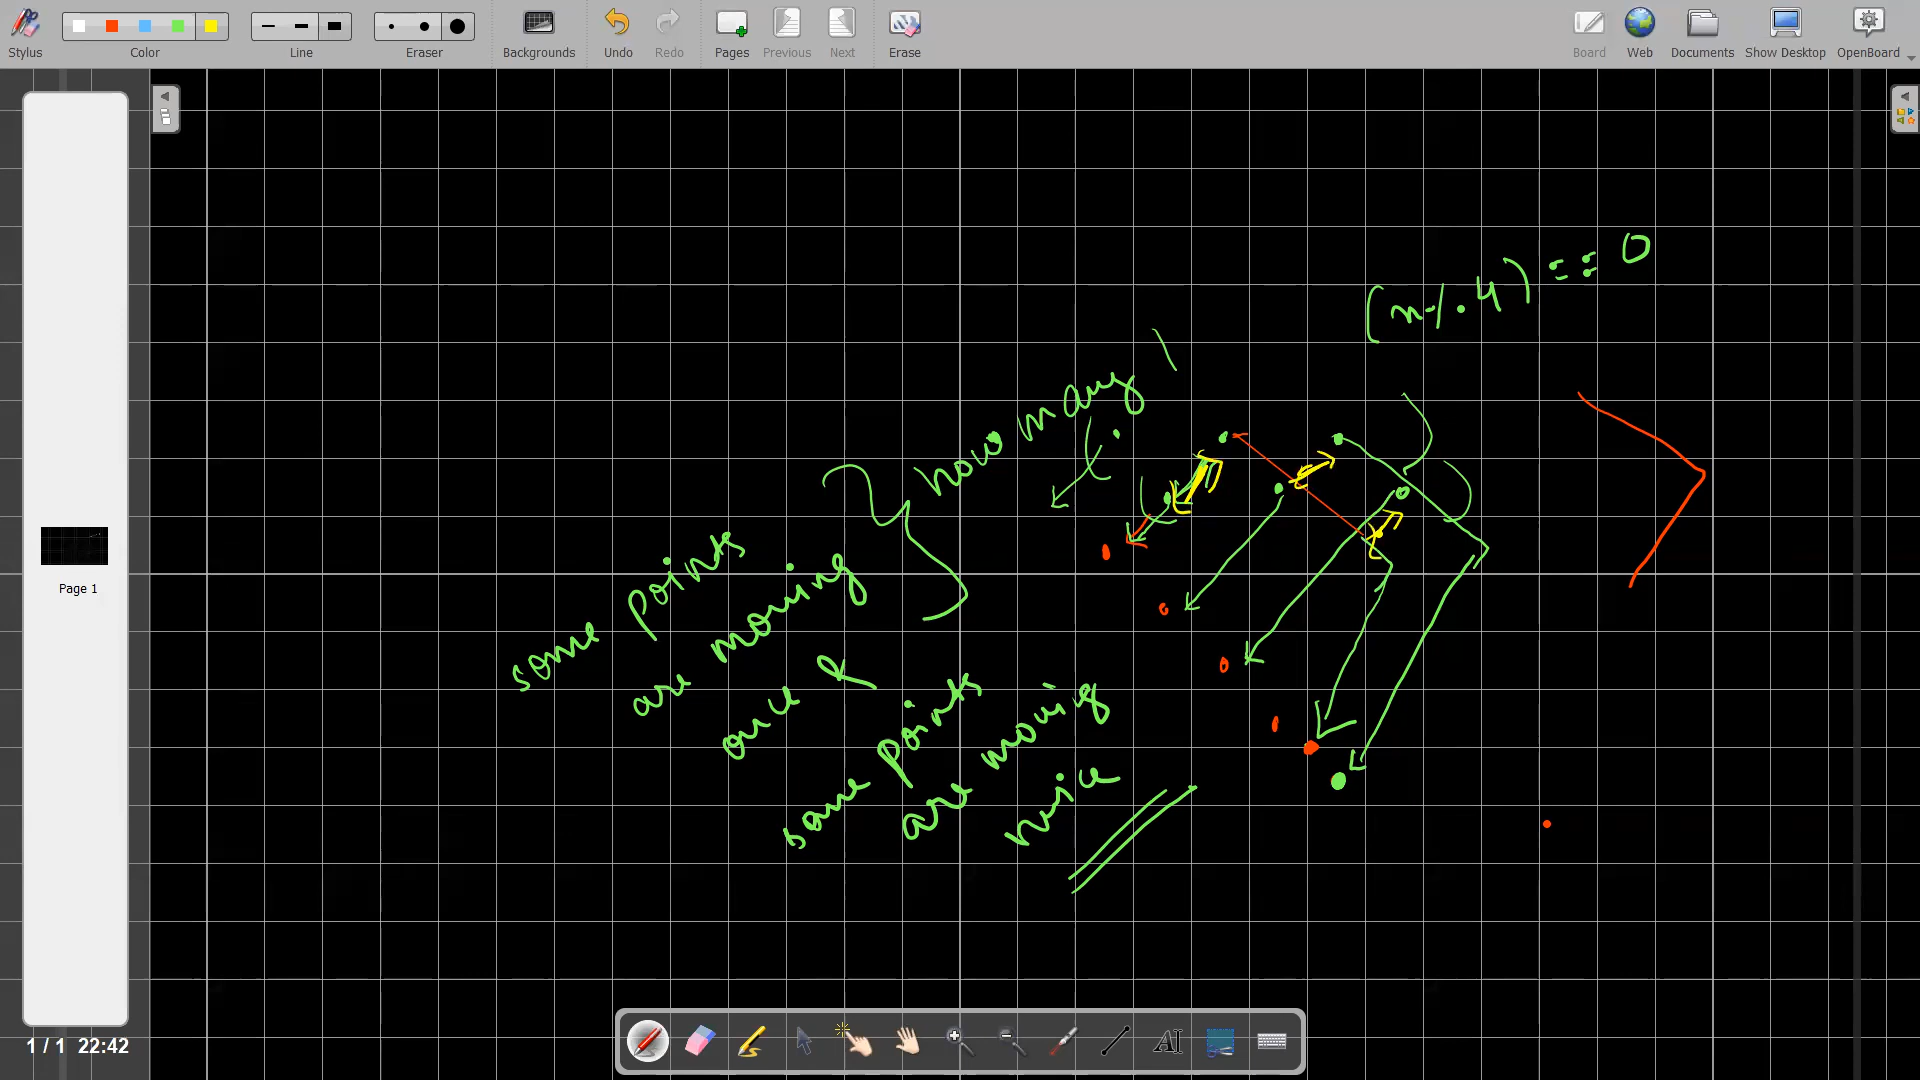 Stylus
Color
Line
Eraser
Backgrounds
Undo
Redo
Pages
Previous
Next
Erase
Board
Web
Documents
Show Desktop
OpenBoard
(n%4) == 0
how many
some points
are moving
once &
some points
are moving
twice
Page 1
1 / 1 22:42
AI